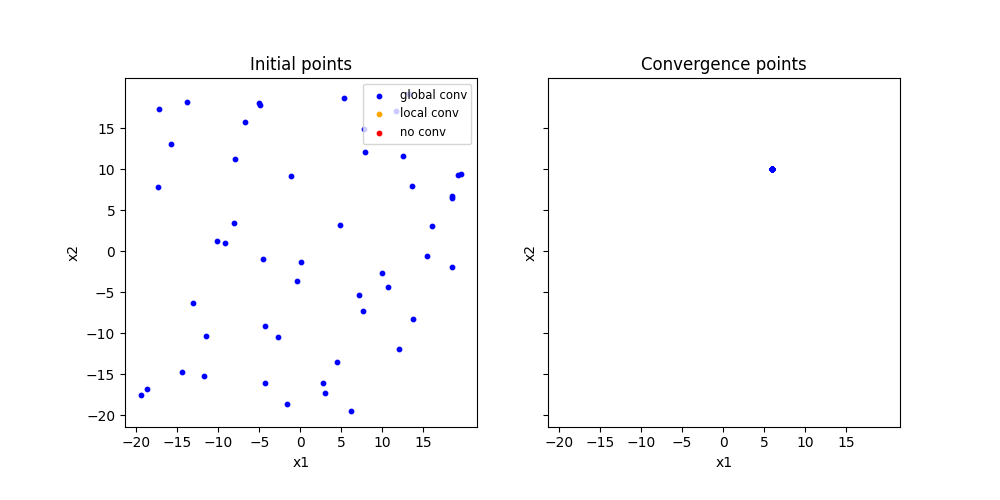 Initial points
global conv
local conv
no conv
15
10
5
0
−5
−10
−15
−20
x2
−20 −15 −10 −5 0 5 10 15
x1
Convergence points
x2
−20 −15 −10 −5 0 5 10 15
x1